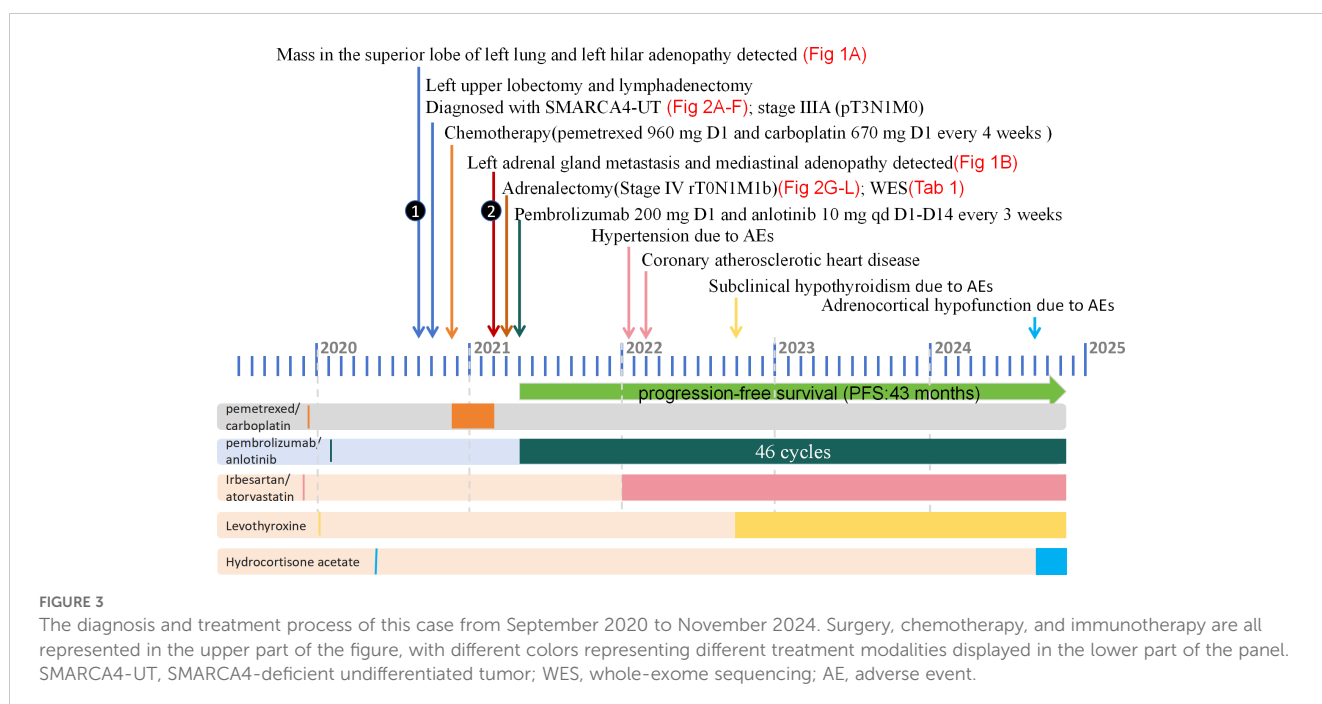 Mass in the superior lobe of left lung and left hilar adenopathy detected (Fig 1A)
Left upper lobectomy and lymphadenectomy
Diagnosed with SMARCA4-UT (Fig 2A-F); stage IIIA (pT3N1M0)
Chemotherapy(pemetrexed 960 mg D1 and carboplatin 670 mg D1 every 4 weeks )
Left adrenal gland metastasis and mediastinal adenopathy detected(Fig 1B)
Adrenalectomy(Stage IV rT0N1M1b)(Fig 2G-L); WES(Tab 1)
1
2
Pembrolizumab 200 mg D1 and anlotinib 10 mg qd D1-D14 every 3 weeks
Hypertension due to AEs
Coronary atherosclerotic heart disease
Subclinical hypothyroidism due to AEs
Adrenocortical hypofunction due to AEs
2020 2021 2022 2023 2024 2025
progression-free survival (PFS:43 months)
pemetrexed/
carboplatin
pembrolizumab/
anlotinib
46 cycles
Irbesartan/
atorvastatin
Levothyroxine
Hydrocortisone acetate
FIGURE 3
The diagnosis and treatment process of this case from September 2020 to November 2024. Surgery, chemotherapy, and immunotherapy are all
represented in the upper part of the figure, with different colors representing different treatment modalities displayed in the lower part of the panel.
SMARCA4-UT, SMARCA4-deficient undifferentiated tumor; WES, whole-exome sequencing; AE, adverse event.